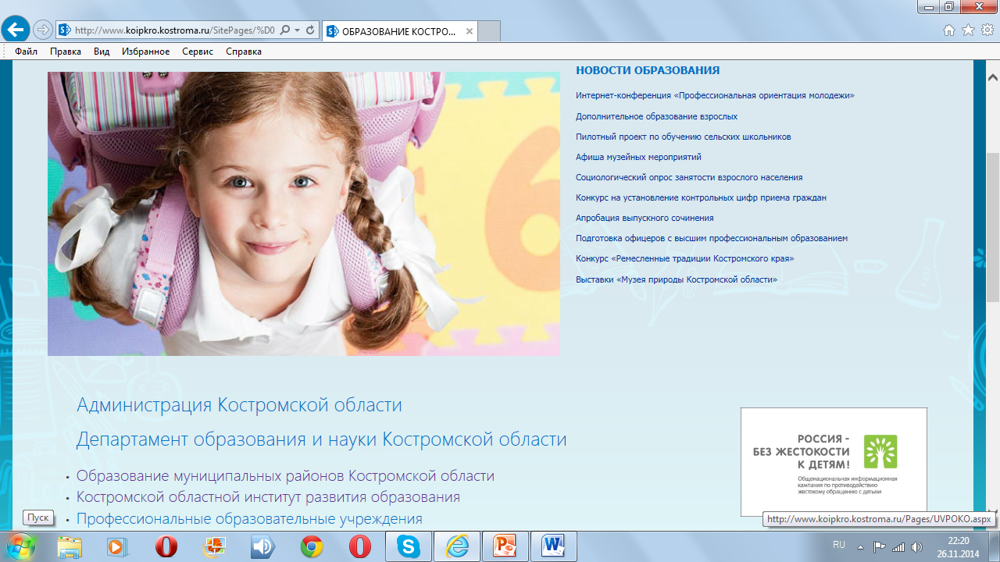 http://www.koipkro.kostroma.ru/SitePages/%D0
ОБРАЗОВАНИЕ КОСТРО...
Файл Правка Вид Избранное Сервис Справка
НОВОСТИ ОБРАЗОВАНИЯ
Интернет-конференция «Профессиональная ориентация молодежи»
Дополнительное образование взрослых
Пилотный проект по обучению сельских школьников
Афиша музейных мероприятий
Социологический опрос занятости взрослого населения
Конкурс на установление контрольных цифр приема граждан
Апробация выпускного сочинения
Подготовка офицеров с высшим профессиональным образованием
Конкурс «Ремесленные традиции Костромского края»
Выставки «Музея природы Костромской области»
6
Администрация Костромской области
Департамент образования и науки Костромской области
Образование муниципальных районов Костромской области
Костромской областной институт развития образования
Профессиональные образовательные учреждения
РОССИЯ -
БЕЗ ЖЕСТОКОСТИ
К ДЕТЯМ!
Общенациональная информационная
кампания по противодействию
жестокому обращению с детьми
Пуск
http://www.koipkro.kostroma.ru/Pages/UVPOKO.aspx
RU
22:20
26.11.2014